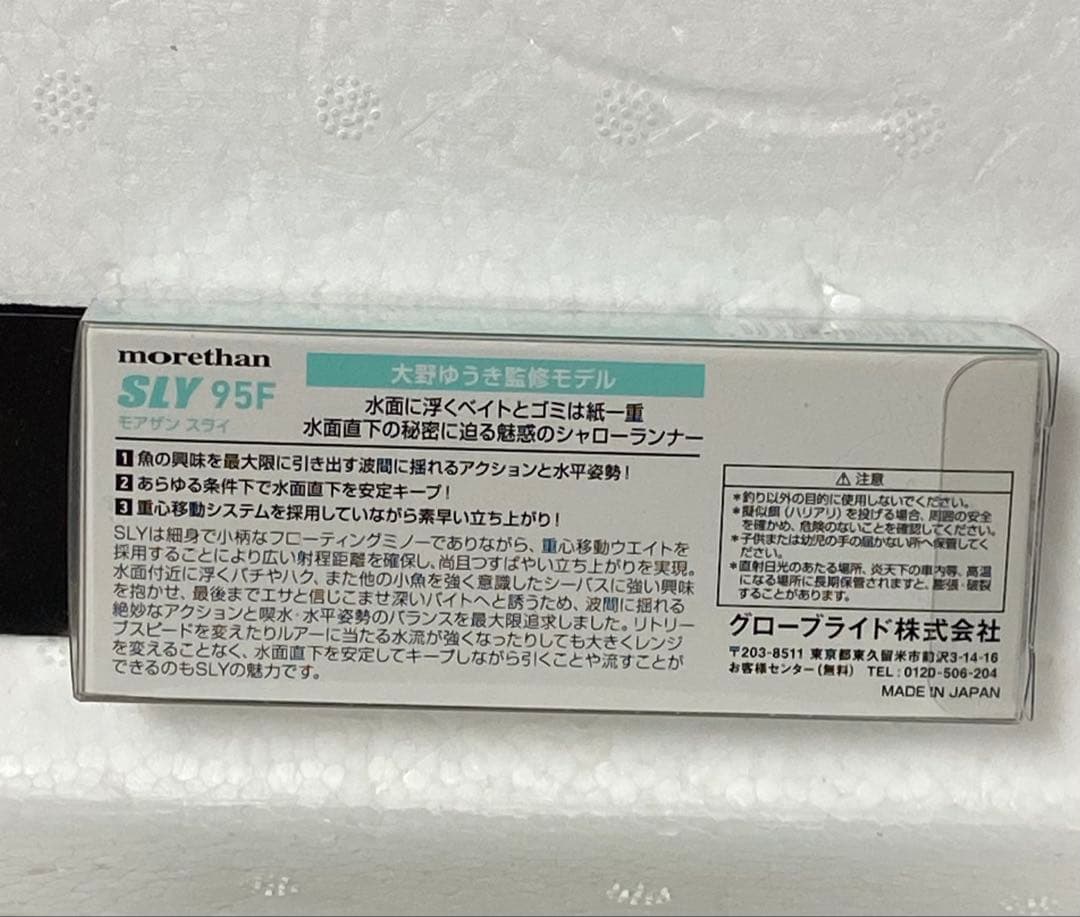 morethan
SLY 95F
モアザン スライ
大野ゆうき監修モデル
水面に浮くベイトとゴミは紙一重
水面直下の秘密に迫る魅惑のシャローランナー
1 魚の興味を最大限に引き出す波間に揺れるアクションと水平姿勢!
2 あらゆる条件下で水面直下を安定キープ!
3 重心移動システムを採用していながら素早い立ち上がり!
SLYは細身で小柄なフローティングミノーでありながら、重心移動ウエイトを
採用することにより広い射程距離を確保し、尚且つすばやい立ち上がりを実現。
水面付近に浮くバチやハク、また他の小魚を強く意識したシーバスに強い興味
を抱かせ、最後までエサと信じこませ深いバイトへと誘うため、波間に揺れる
絶妙なアクションと喫水・水平姿勢のバランスを最大限追求しました。リトリー
ブスピードを変えたりルアーに当たる水流が強くなったりしても大きくレンジ
を変えることなく、水面直下を安定してキープしながら引くことや流すことが
できるのもSLYの魅力です。
⚠ 注意
*釣り以外の目的に使用しないでください。
*擬似餌(ハリアリ)を投げる場合、周囲の安全
を確かめ、危険のないことを確認してください。
*子供または幼児の手の届かない所へ保管してく
ださい。
*直射日光のあたる場所、炎天下の車内等、高温
になる場所に長期保管されますと、膨張・破裂
することがあります。
グローブライド株式会社
〒203-8511 東京都東久留米市前沢3-14-16
お客様センター(無料) TEL:0120-506-204
MADE IN JAPAN